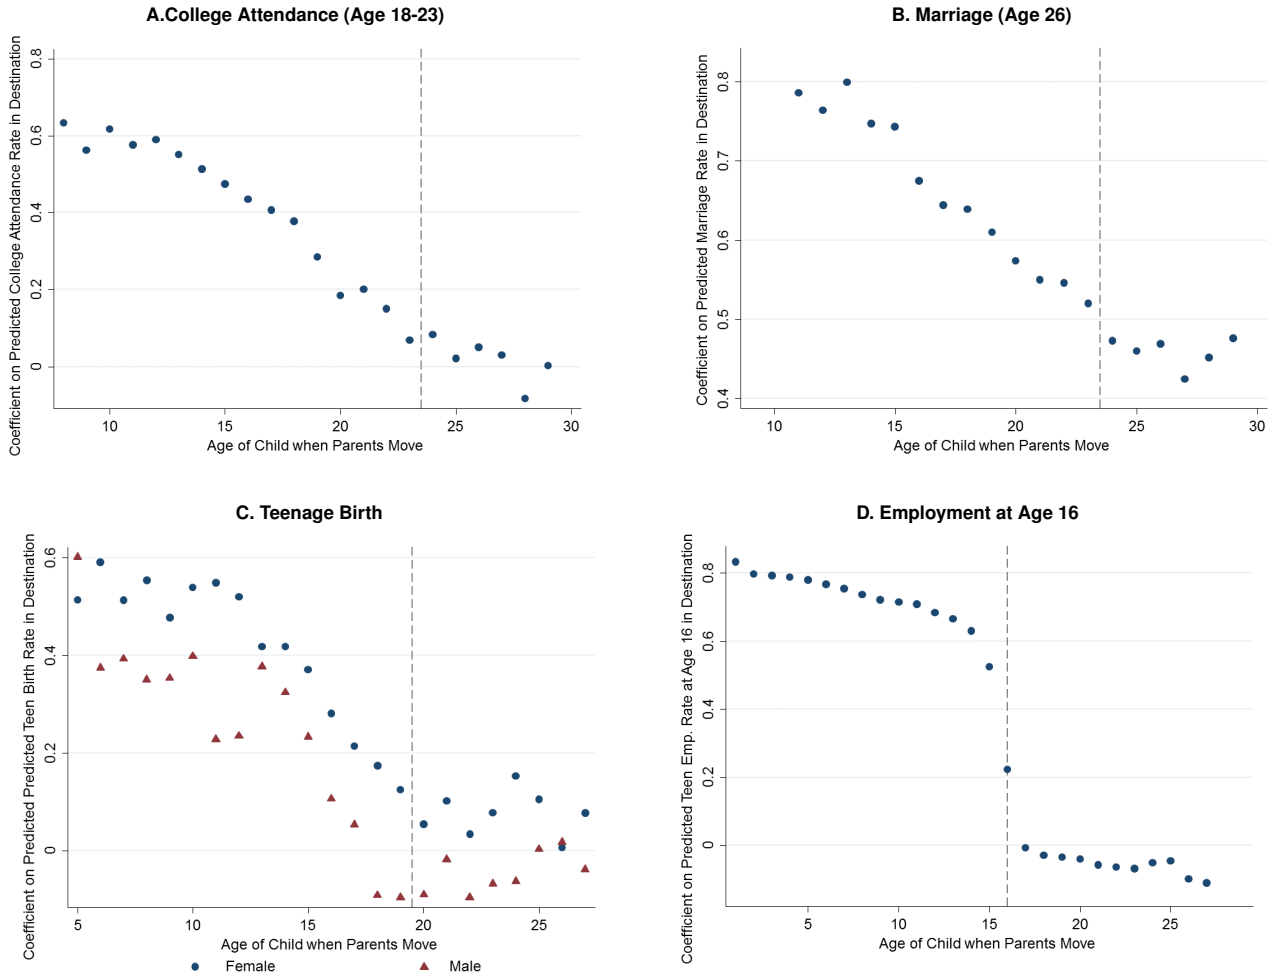 A.College Attendance (Age 18-23)
Coefficient on Predicted College Attendance Rate in Destination
0.8
0.6
0.4
0.2
0
10 15 20 25 30
Age of Child when Parents Move
B. Marriage (Age 26)
Coefficient on Predicted Marriage Rate in Destination
0.8
0.7
0.6
0.5
0.4
10 15 20 25 30
Age of Child when Parents Move
C. Teenage Birth
Coefficient on Predicted Predicted Teen Birth Rate in Destination
0.6
0.4
0.2
0
5 10 15 20 25
Age of Child when Parents Move
Female Male
D. Employment at Age 16
Coefficient on Predicted Teen Emp. Rate at Age 16 in Destination
0.8
0.6
0.4
0.2
0
5 10 15 20 25
Age of Child when Parents Move